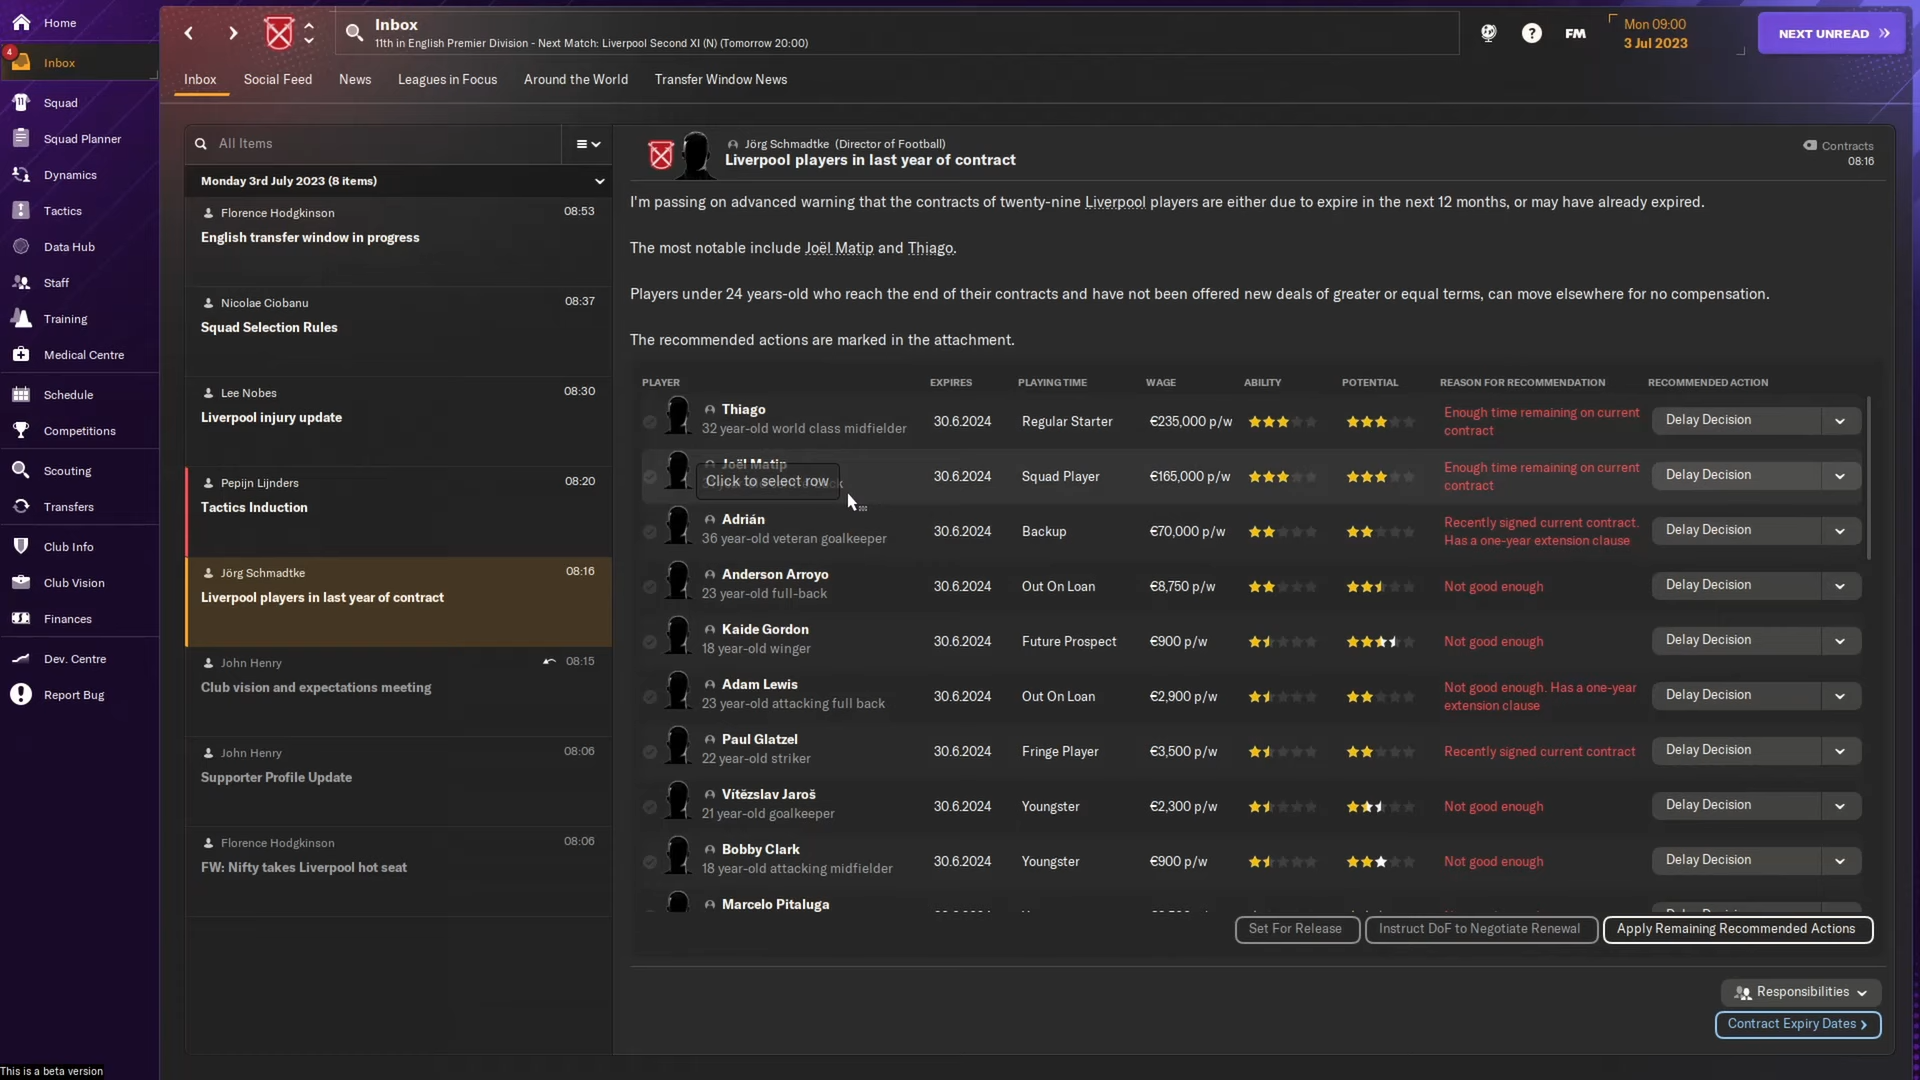 Home
Inbox
11th in English Premier Division - Next Match: Liverpool Second XI (N) (Tomorrow 20:00)
FM
Mon 09:00
3 Jul 2023
NEXT UNREAD
4
Inbox
Squad
Squad Planner
Dynamics
Tactics
Data Hub
Staff
Training
Medical Centre
Schedule
Competitions
Scouting
Transfers
Club Info
Club Vision
Finances
Dev. Centre
Report Bug
This is a beta version
Inbox Social Feed News Leagues in Focus Around the World Transfer Window News
All Items
Monday 3rd July 2023 (8 items)
Florence Hodgkinson 08:53
English transfer window in progress
Nicolae Ciobanu 08:37
Squad Selection Rules
Lee Nobes 08:30
Liverpool injury update
Pepijn Lijnders 08:20
Tactics Induction
Jörg Schmadtke 08:16
Liverpool players in last year of contract
John Henry 08:15
Club vision and expectations meeting
John Henry 08:06
Supporter Profile Update
Florence Hodgkinson 08:06
FW: Nifty takes Liverpool hot seat
Jörg Schmadtke (Director of Football)
Liverpool players in last year of contract
Contracts
08:16
I'm passing on advanced warning that the contracts of twenty-nine Liverpool players are either due to expire in the next 12 months, or may have already expired.
The most notable include Joël Matip and Thiago.
Players under 24 years-old who reach the end of their contracts and have not been offered new deals of greater or equal terms, can move elsewhere for no compensation.
The recommended actions are marked in the attachment.
PLAYER EXPIRES PLAYING TIME WAGE ABILITY POTENTIAL REASON FOR RECOMMENDATION RECOMMENDED ACTION
Thiago
32 year-old world class midfielder 30.6.2024 Regular Starter €235,000 p/w Enough time remaining on current contract Delay Decision
Joël Matip
Click to select row 30.6.2024 Squad Player €165,000 p/w Enough time remaining on current contract Delay Decision
Adrián
36 year-old veteran goalkeeper 30.6.2024 Backup €70,000 p/w Recently signed current contract. Has a one-year extension clause Delay Decision
Anderson Arroyo
23 year-old full-back 30.6.2024 Out On Loan €8,750 p/w Not good enough Delay Decision
Kaide Gordon
18 year-old winger 30.6.2024 Future Prospect €900 p/w Not good enough Delay Decision
Adam Lewis
23 year-old attacking full back 30.6.2024 Out On Loan €2,900 p/w Not good enough. Has a one-year extension clause Delay Decision
Paul Glatzel
22 year-old striker 30.6.2024 Fringe Player €3,500 p/w Recently signed current contract Delay Decision
Vítězslav Jaroš
21 year-old goalkeeper 30.6.2024 Youngster €2,300 p/w Not good enough Delay Decision
Bobby Clark
18 year-old attacking midfielder 30.6.2024 Youngster €900 p/w Not good enough Delay Decision
Marcelo Pitaluga
Set For Release Instruct DoF to Negotiate Renewal Apply Remaining Recommended Actions
Responsibilities
Contract Expiry Dates